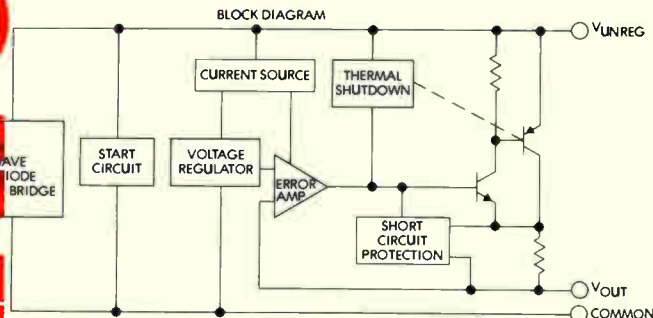 BLOCK DIAGRAM
VUNREG
CURRENT SOURCE
THERMAL
SHUTDOWN
START
CIRCUIT
VOLTAGE
REGULATOR
ERROR
AMP
BRIDGE
SHORT
CIRCUIT
PROTECTION
VOUT
COMMON